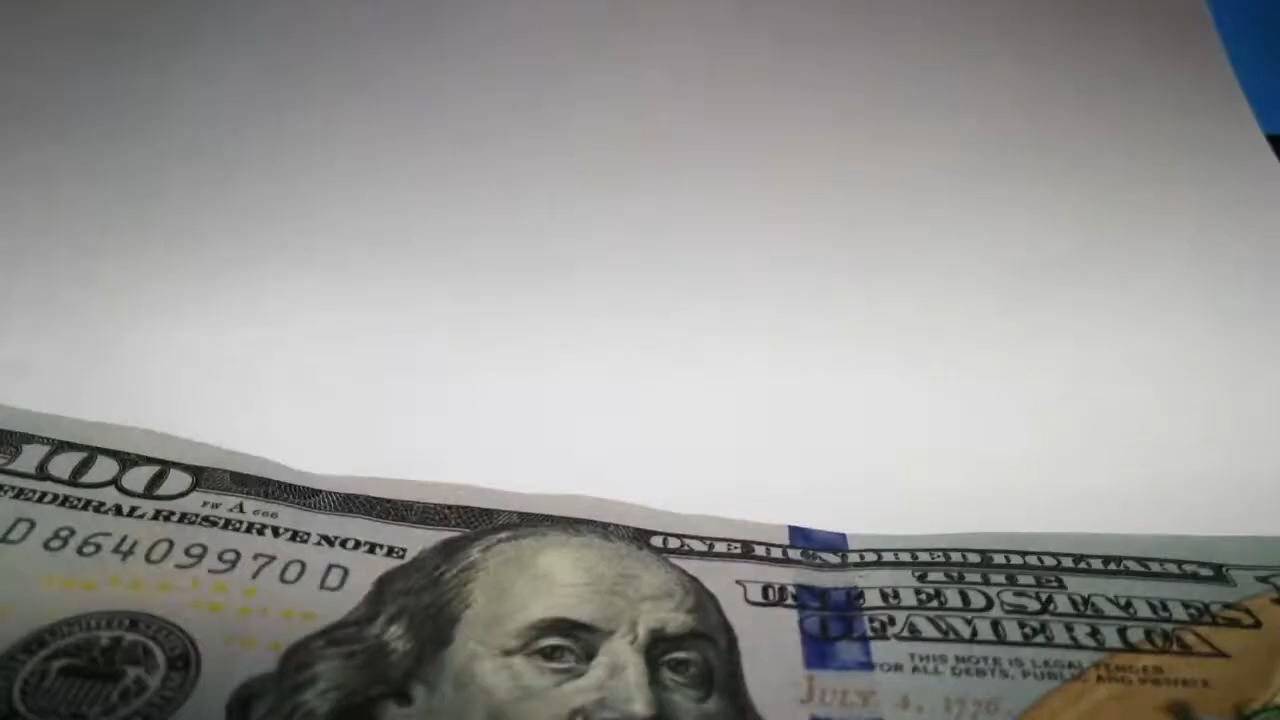 100
FW A 666
FEDERAL RESERVE NOTE
D 86409970 D
ONE HUNDRED DOLLARS
THE
UNITED STATES
OF AMERICA
THIS NOTE IS LEGAL TENDER
FOR ALL DEBTS, PUBLIC AND PRIVATE
JULY 4, 1776